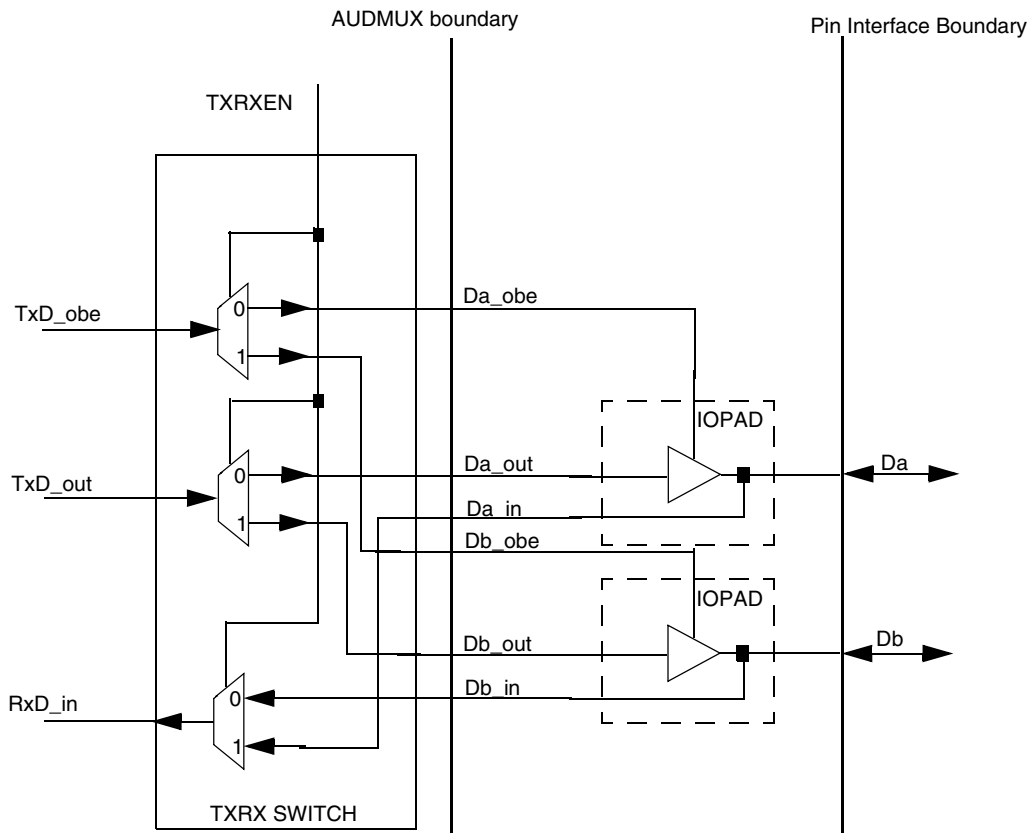 AUDMUX boundary
Pin Interface Boundary
TXRXEN
0
Da_obe
TxD_obe
1
IOPAD
0
Da_out
Da
TxD_out
Da_in
1
Db_obe
IOPAD
Db_out
Db
Db_in
0
RxD_in
1
TXRX SWITCH